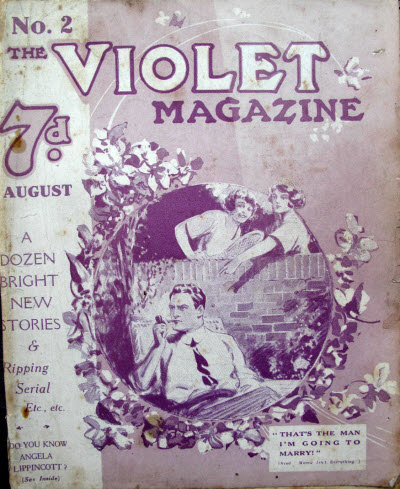 No. 2
THE VIOLET
MAGAZINE
7d.
AUGUST
A
DOZEN
BRIGHT
NEW
STORIES
&
Ripping
Serial
Etc., etc.
DO YOU KNOW
ANGELA
LIPPINCOTT?
(See Inside)
"THAT'S THE MAN
I'M GOING TO
MARRY!"
(Read